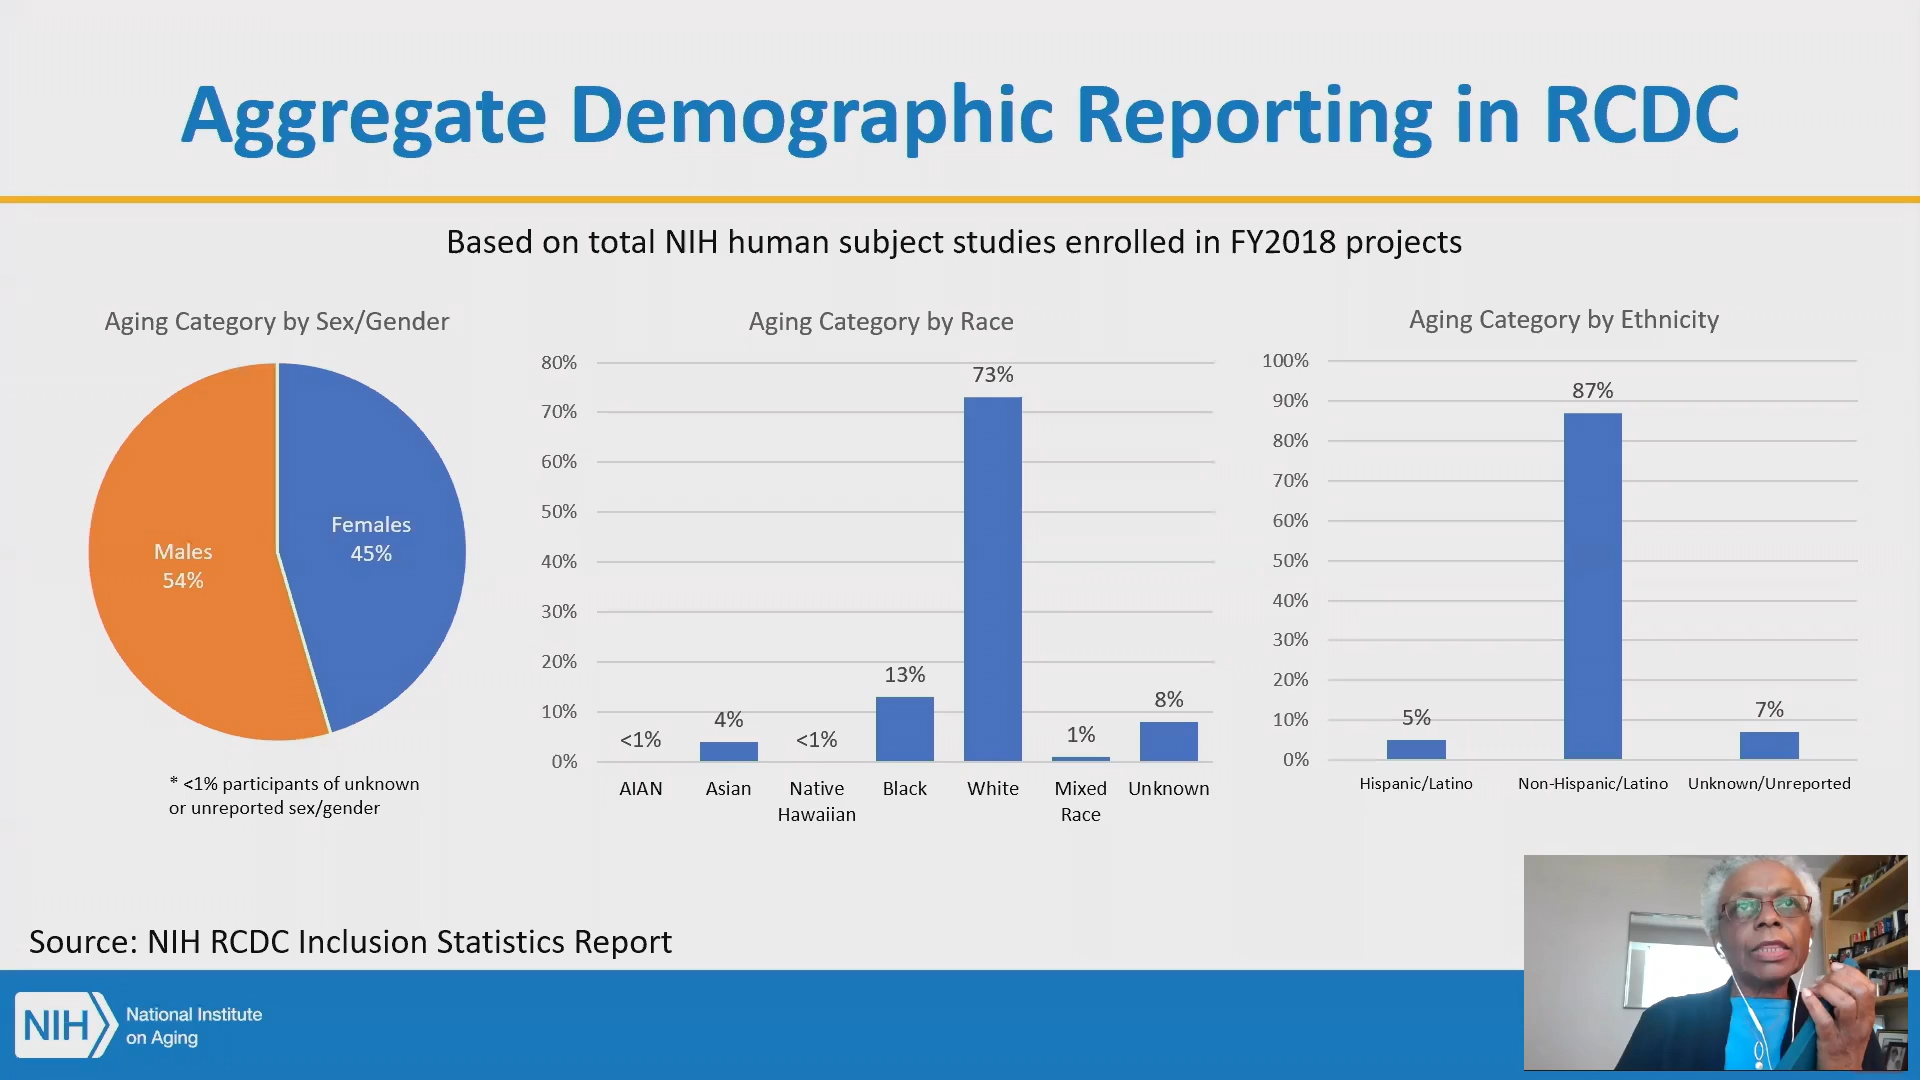 Aggregate Demographic Reporting in RCDC
Based on total NIH human subject studies enrolled in FY2018 projects
Aging Category by Sex/Gender
Males
54%
Females
45%
* <1% participants of unknown
or unreported sex/gender
Aging Category by Race
80%
70%
60%
50%
40%
30%
20%
10%
0%
<1%
4%
<1%
13%
73%
1%
8%
AIAN
Asian
Native
Hawaiian
Black
White
Mixed
Race
Unknown
Aging Category by Ethnicity
100%
90%
80%
70%
60%
50%
40%
30%
20%
10%
0%
5%
87%
7%
Hispanic/Latino
Non-Hispanic/Latino
Unknown/Unreported
Source: NIH RCDC Inclusion Statistics Report
NIH
National Institute
on Aging